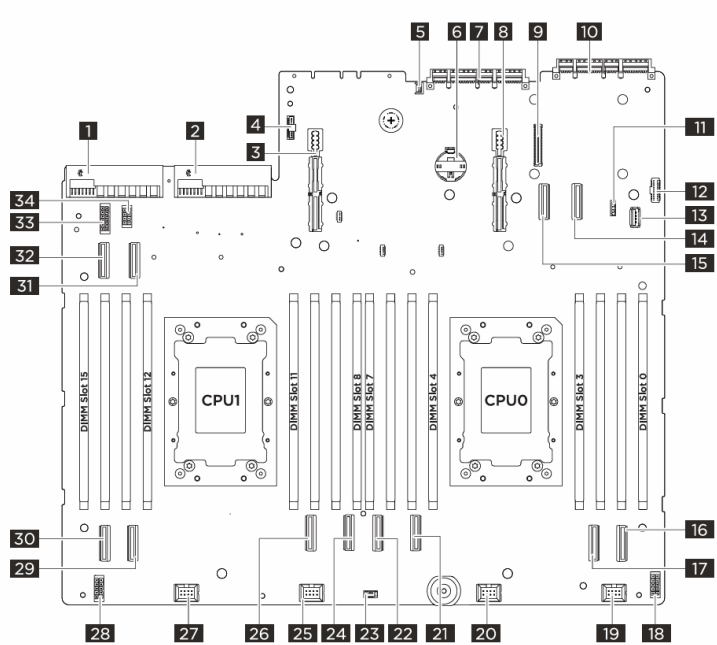 5 6 7 8 9 10
1 2 4 11
3
34 12
33 13
32 14
31 15
DIMM Slot 15
DIMM Slot 12
CPU1
DIMM Slot 11
DIMM Slot 8
DIMM Slot 7
DIMM Slot 4
CPU0
DIMM Slot 3
DIMM Slot 0
30 16
29 17
28 27 26 25 24 23 22 21 20 19 18